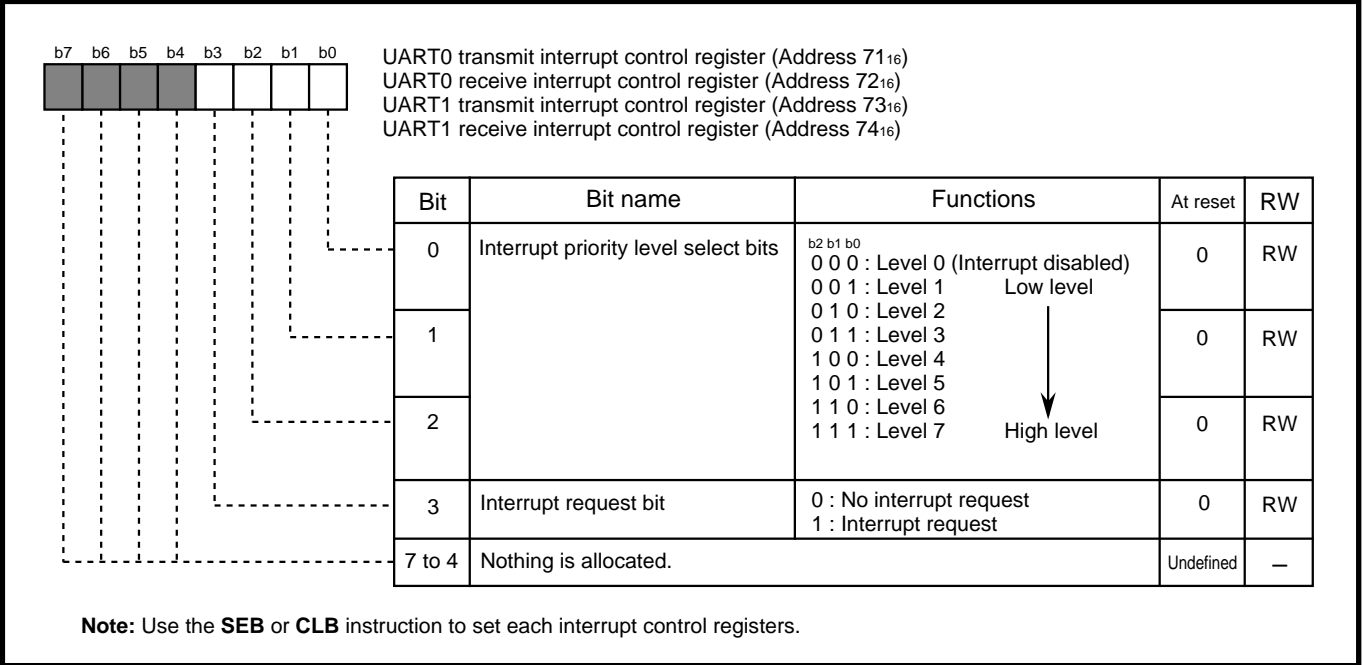 b7 b6 b5 b4 b3 b2 b1 b0
UART0 transmit interrupt control register (Address 71₁₆)
UART0 receive interrupt control register (Address 72₁₆)
UART1 transmit interrupt control register (Address 73₁₆)
UART1 receive interrupt control register (Address 74₁₆)
Bit Bit name Functions At reset RW
0 Interrupt priority level select bits 0 RW
b2 b1 b0
0 0 0 : Level 0 (Interrupt disabled)
0 0 1 : Level 1 Low level
0 1 0 : Level 2
1 0 1 1 : Level 3 0 RW
1 0 0 : Level 4
1 0 1 : Level 5
1 1 0 : Level 6
2 0 RW
1 1 1 : Level 7 High level
3 Interrupt request bit 0 : No interrupt request 0 RW
1 : Interrupt request
7 to 4 Nothing is allocated. Undefined –
Note: Use the SEB or CLB instruction to set each interrupt control registers.